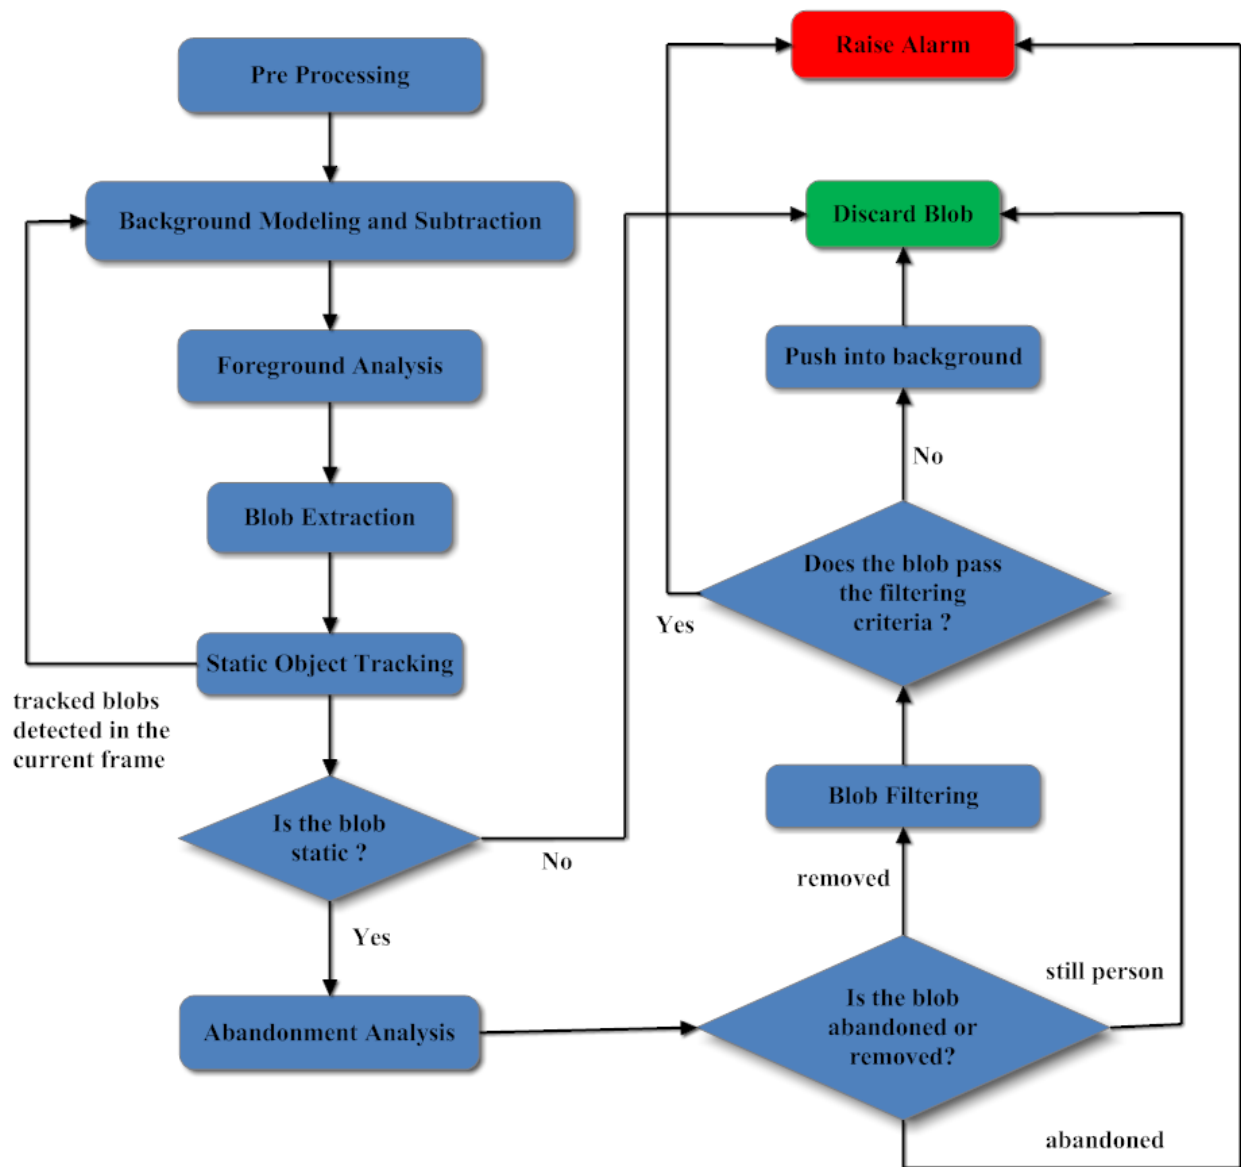 Pre Processing
Background Modeling and Subtraction
Foreground Analysis
Blob Extraction
Static Object Tracking
tracked blobs
detected in the
current frame
Is the blob
static ?
No
Yes
Abandonment Analysis
Raise Alarm
Discard Blob
Push into background
No
Does the blob pass
the filtering
criteria ?
Yes
Blob Filtering
removed
still person
Is the blob
abandoned or
removed?
abandoned